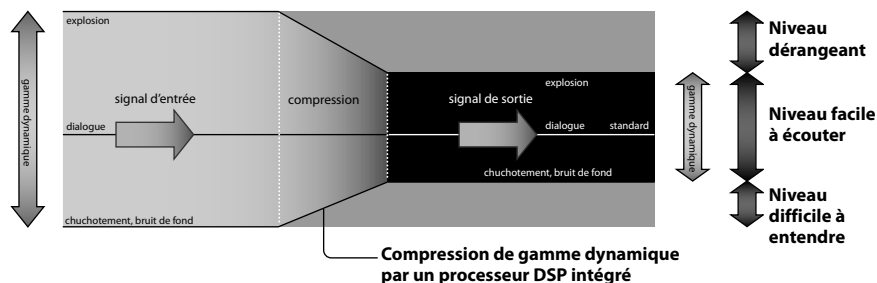 explosion
gamme dynamique
signal d'entrée
dialogue
chuchotement, bruit de fond
compression
explosion
signal de sortie
dialogue
standard
chuchotement, bruit de fond
gamme dynamique
Niveau
dérangeant
Niveau facile
à écouter
Niveau
difficile à
entendre
Compression de gamme dynamique
par un processeur DSP intégré